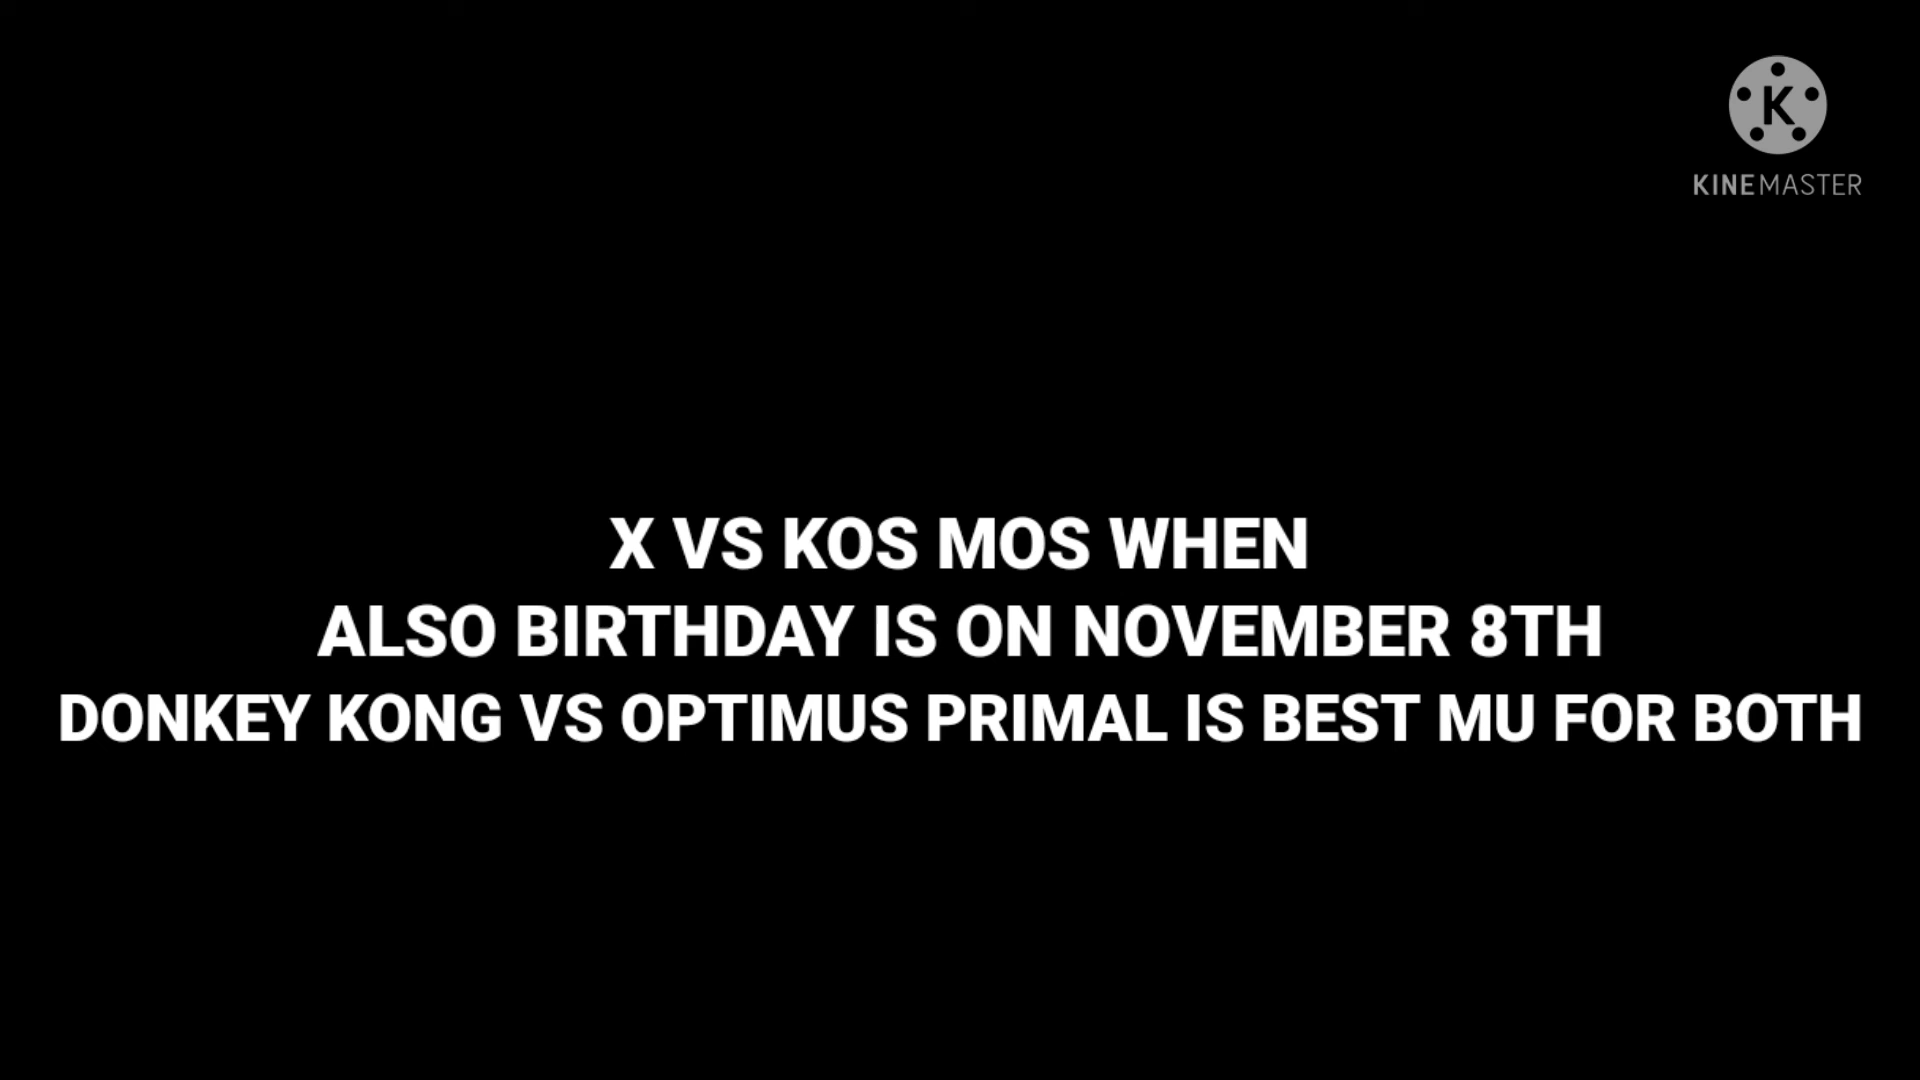 K
KINEMASTER
X VS KOS MOS WHEN
ALSO BIRTHDAY IS ON NOVEMBER 8TH
DONKEY KONG VS OPTIMUS PRIMAL IS BEST MU FOR BOTH